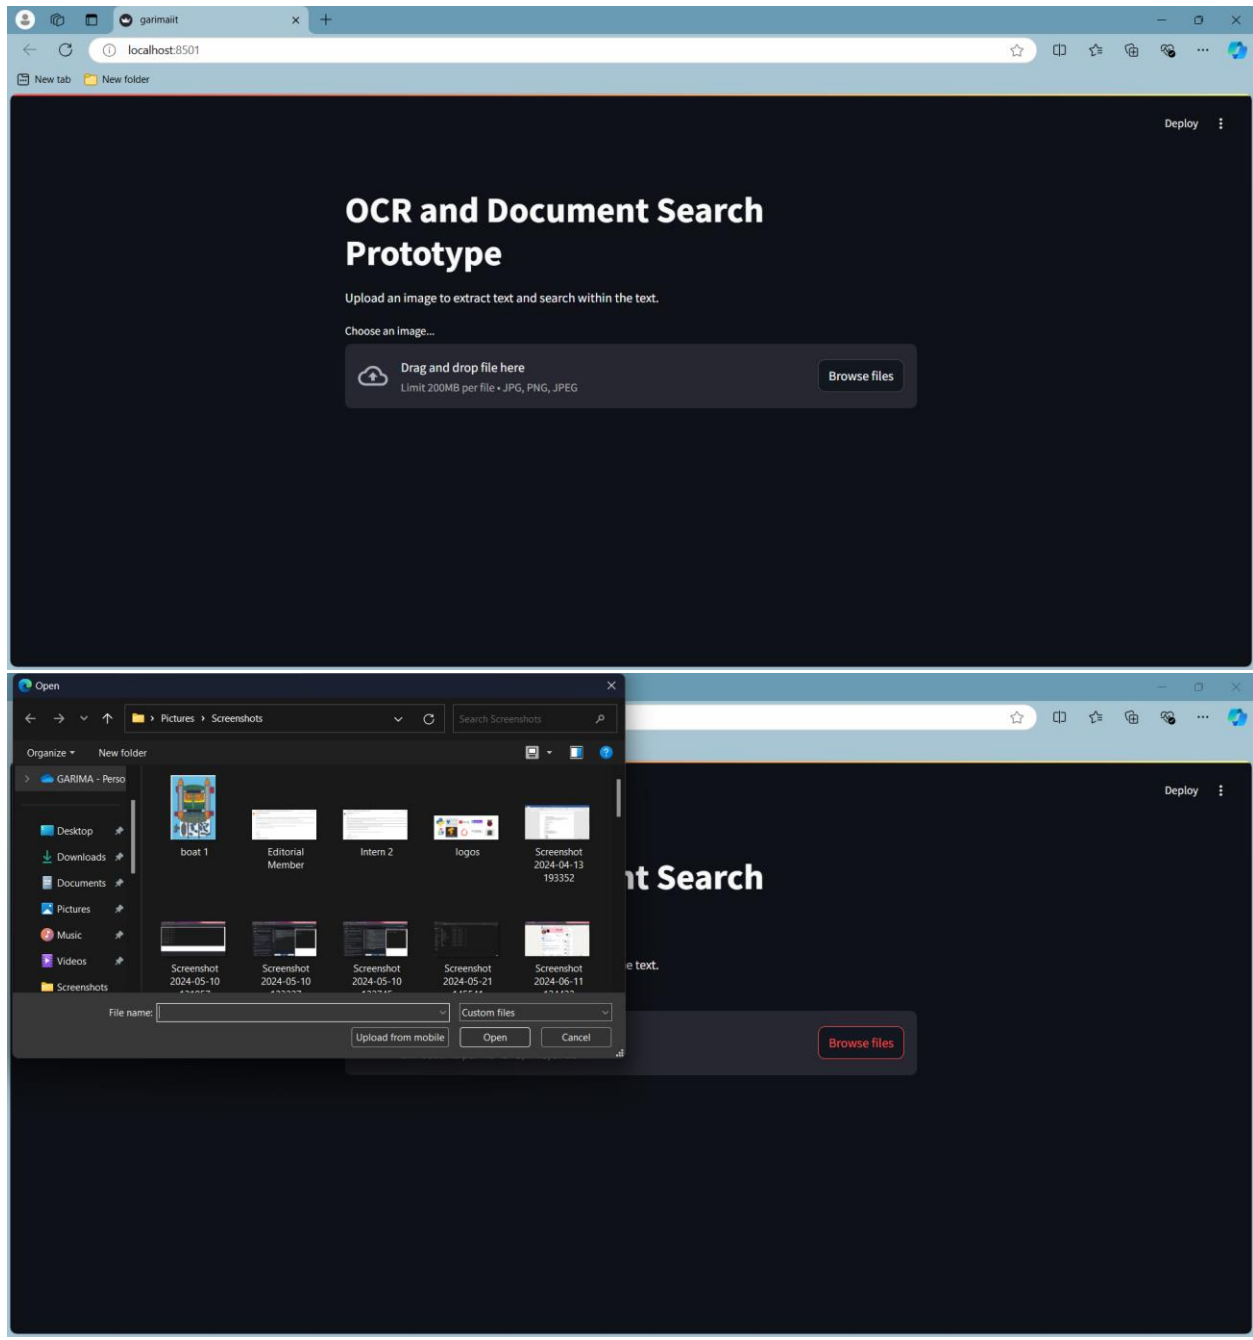 garimaiit
localhost:8501
New tab New folder
Deploy
OCR and Document Search
Prototype
Upload an image to extract text and search within the text.
Choose an image...
Drag and drop file here
Limit 200MB per file • JPG, PNG, JPEG
Browse files
Open
Pictures › Screenshots
Search Screenshots
Organize New folder
GARIMA - Perso
Desktop
Downloads
Documents
Pictures
Music
Videos
Screenshots
boat 1
Editorial
Member
Intern 2
logos
Screenshot
2024-04-13
193352
Screenshot
2024-05-10
Screenshot
2024-05-10
Screenshot
2024-05-10
Screenshot
2024-05-21
Screenshot
2024-06-11
File name:
Custom files
Upload from mobile Open Cancel
Deploy
nt Search
e text.
Browse files